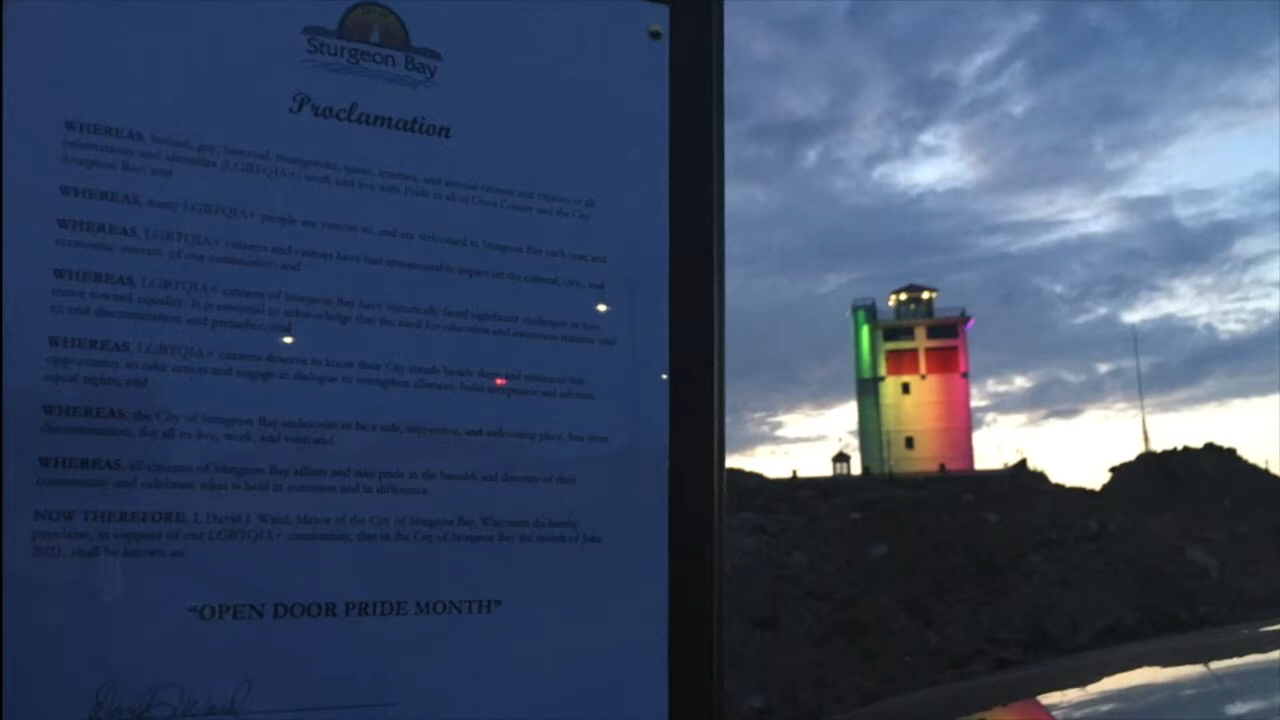 Sturgeon Bay
Proclamation
WHEREAS, lesbian, gay, bisexual, transgender, queer, intersex, and asexual citizens and citizens of all
orientations and identities (LGBTQIA+) work and live with Pride in all of Door County and the City
Sturgeon Bay; and
WHEREAS, many LGBTQIA+ people are visitors to, and are welcomed in Sturgeon Bay each year, and
WHEREAS, LGBTQIA+ citizens and visitors have had immeasurable impact on the cultural, civic, and
economic success of our community, and
WHEREAS, LGBTQIA+ citizens of Sturgeon Bay have historically faced significant challenges as they
strive toward equality. It is essential to acknowledge that the need for education and awareness remains
to end discrimination and prejudice, and
WHEREAS, LGBTQIA+ citizens deserve to know their City stands beside them and embraces the
opportunity to take action and engage in dialogue to strengthen alliances, build acceptance and advance
equal rights, and
WHEREAS, the City of Sturgeon Bay endeavors to be a safe, supportive, and welcoming place, free from
discrimination, for all to live, work, and visit; and
WHEREAS, all citizens of Sturgeon Bay affirm and take pride in the breadth and diversity of their
community and celebrate what is held in common and in difference.
NOW THEREFORE, I, David J. Ward, Mayor of the City of Sturgeon Bay, Wisconsin do hereby
proclaim, in support of our LGBTQIA+ community, that in the City of Sturgeon Bay the month of June
2021, shall be known as:
"OPEN DOOR PRIDE MONTH"